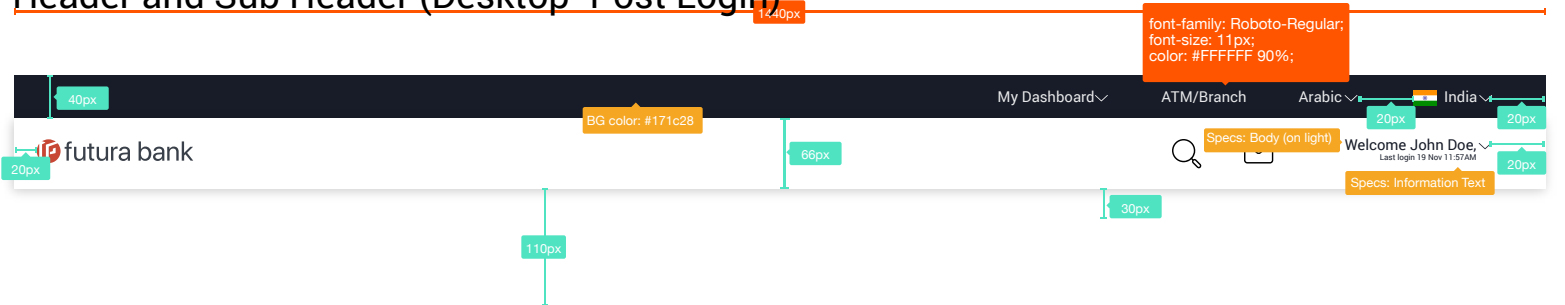 Header and Sub Header (Desktop- Post Login)
1440px
font-family: Roboto-Regular;
font-size: 11px;
color: #FFFFFF 90%;
40px
My Dashboard
ATM/Branch
Arabic
India
BG color: #171c28
20px
20px
20px
futura bank
66px
Specs: Body (on light)
Welcome John Doe,
Last login 19 Nov 11:57AM
20px
Specs: Information Text
30px
110px